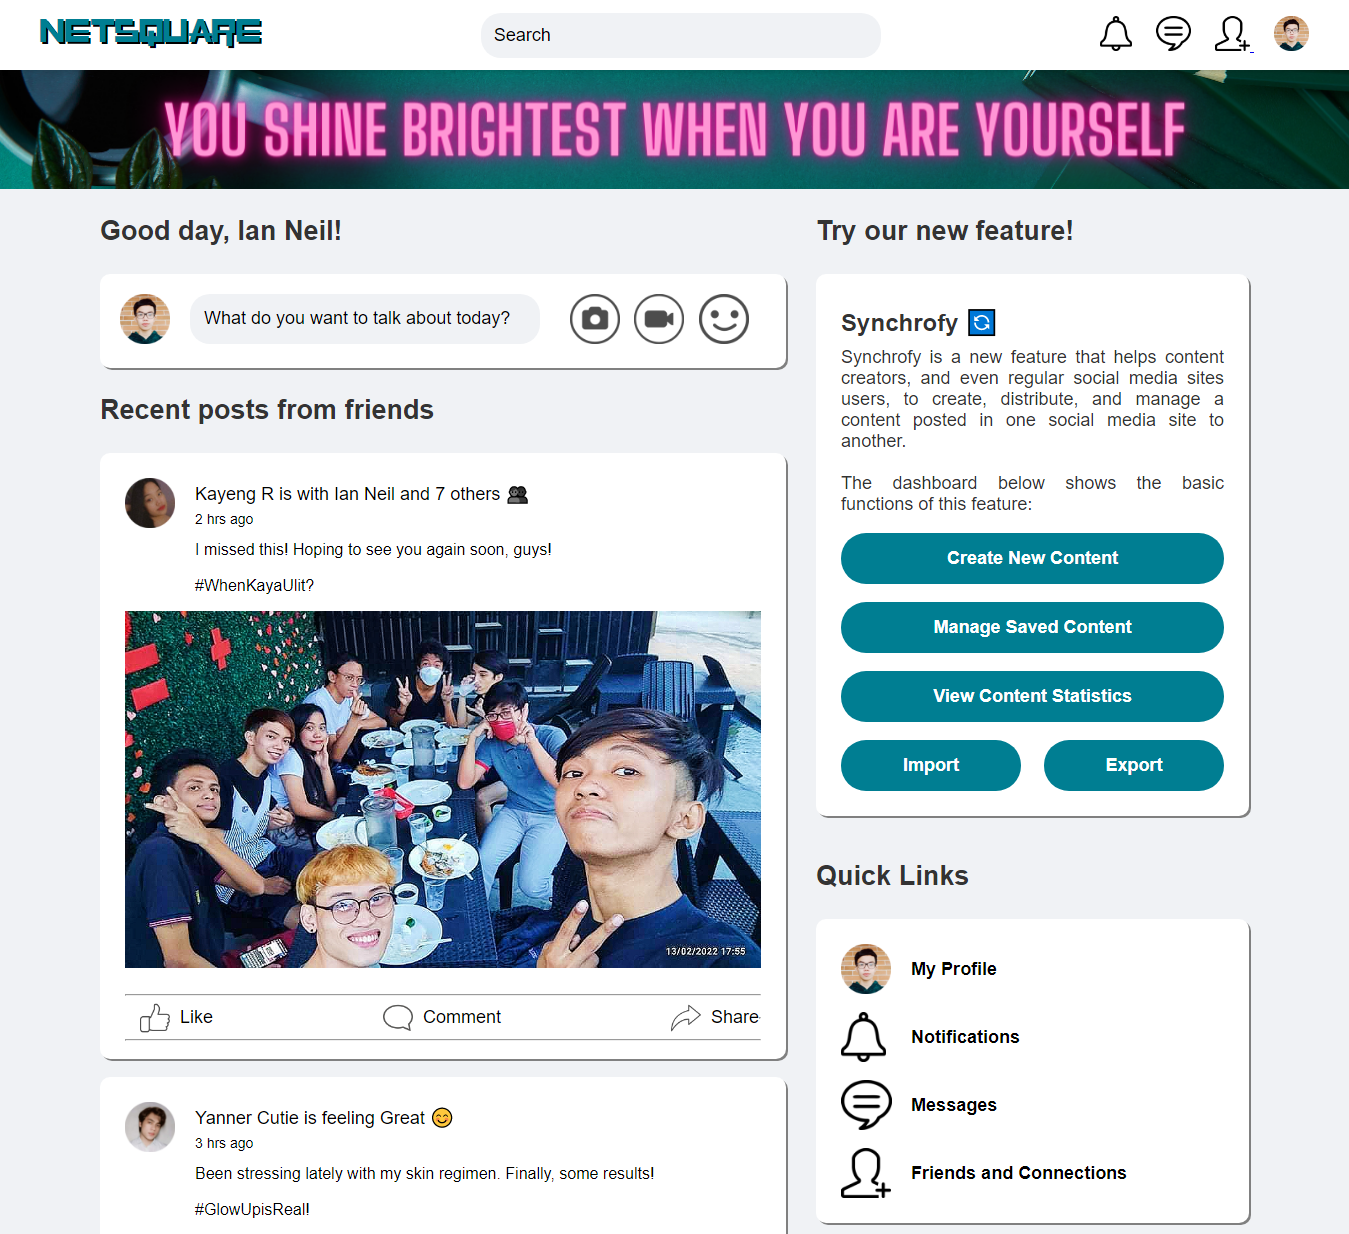 NETSQUARE
Search
YOU SHINE BRIGHTEST WHEN YOU ARE YOURSELF
Good day, Ian Neil!
What do you want to talk about today?
Recent posts from friends
Kayeng R is with Ian Neil and 7 others
2 hrs ago
I missed this! Hoping to see you again soon, guys!
#WhenKayaUlit?
13/02/2022 17:55
Like
Comment
Share
Yanner Cutie is feeling Great
3 hrs ago
Been stressing lately with my skin regimen. Finally, some results!
#GlowUpisReal!
Try our new feature!
Synchrofy
Synchrofy is a new feature that helps content
creators, and even regular social media sites
users, to create, distribute, and manage a
content posted in one social media site to
another.
The dashboard below shows the basic
functions of this feature:
Create New Content
Manage Saved Content
View Content Statistics
Import
Export
Quick Links
My Profile
Notifications
Messages
Friends and Connections